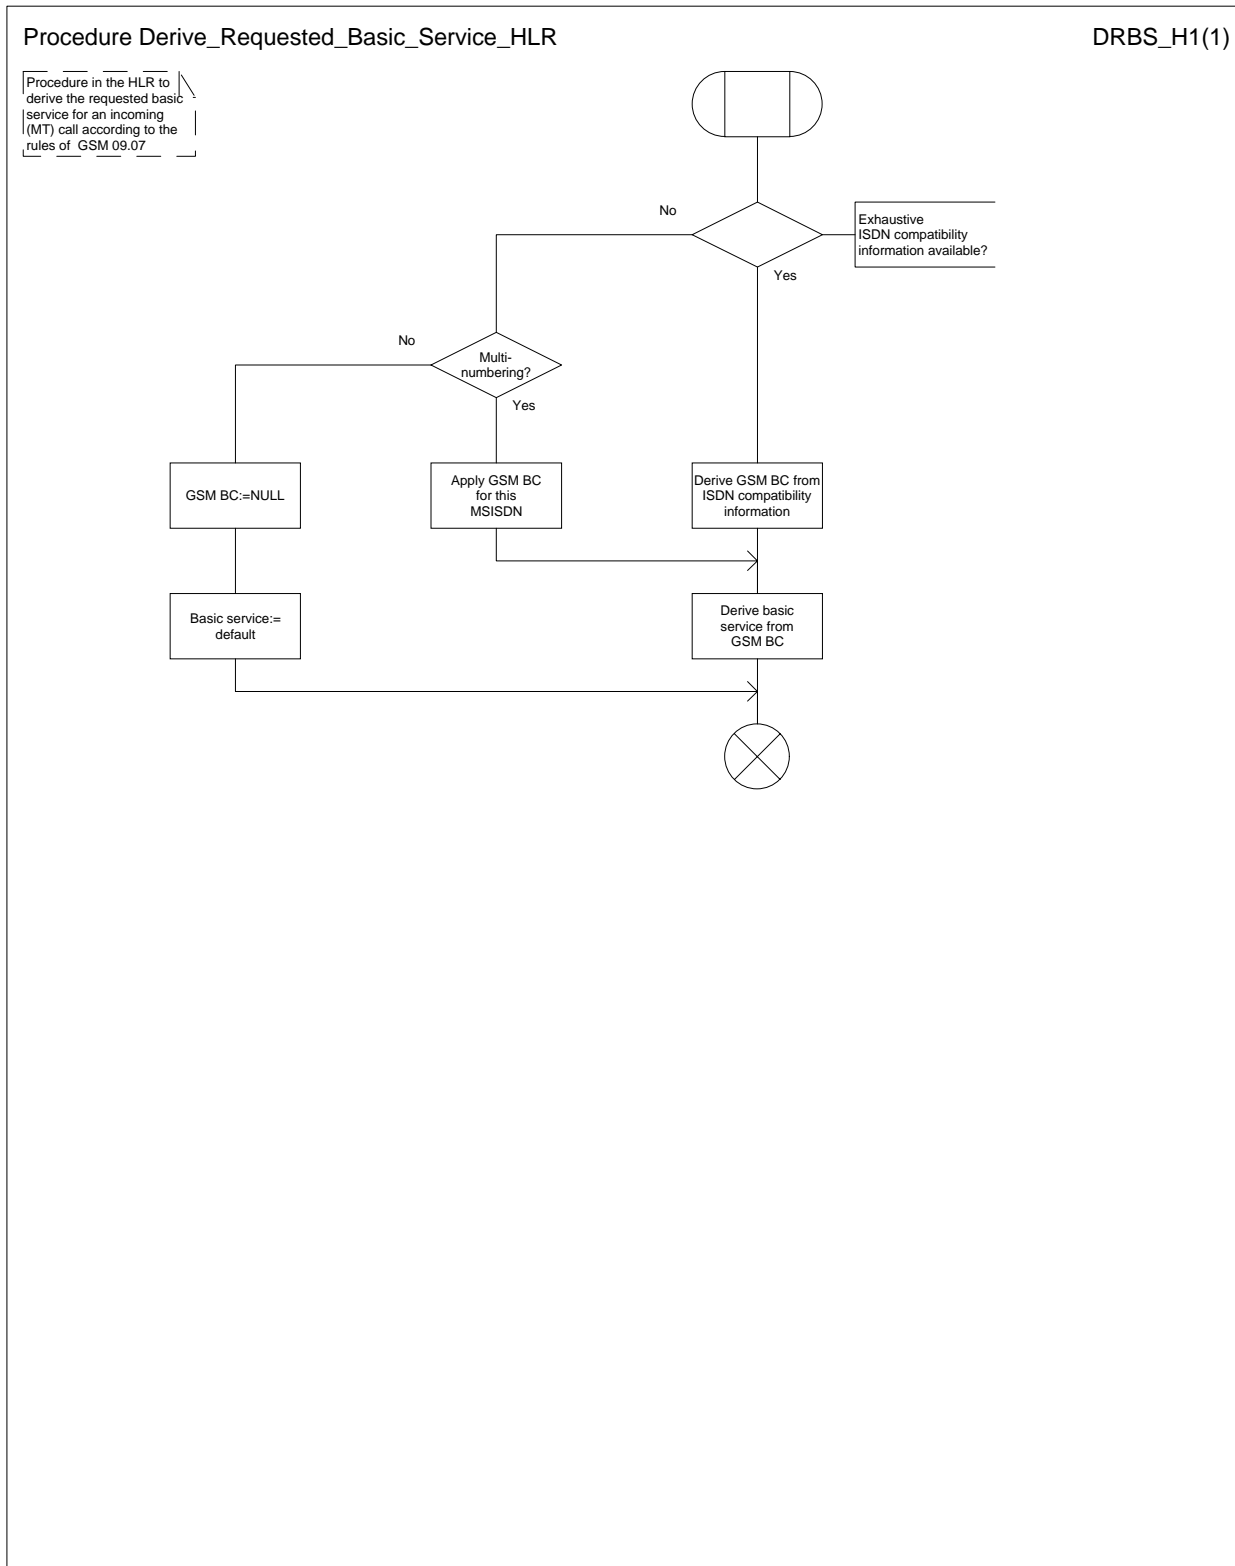 Procedure Derive_Requested_Basic_Service_HLR
DRBS_H1(1)
Procedure in the HLR to
derive the requested basic
service for an incoming
(MT) call according to the
rules of GSM 09.07
No
Exhaustive
ISDN compatibility
information available?
Yes
No
Multi-
numbering?
Yes
GSM BC:=NULL
Apply GSM BC
for this
MSISDN
Derive GSM BC from
ISDN compatibility
information
Basic service:=
default
Derive basic
service from
GSM BC